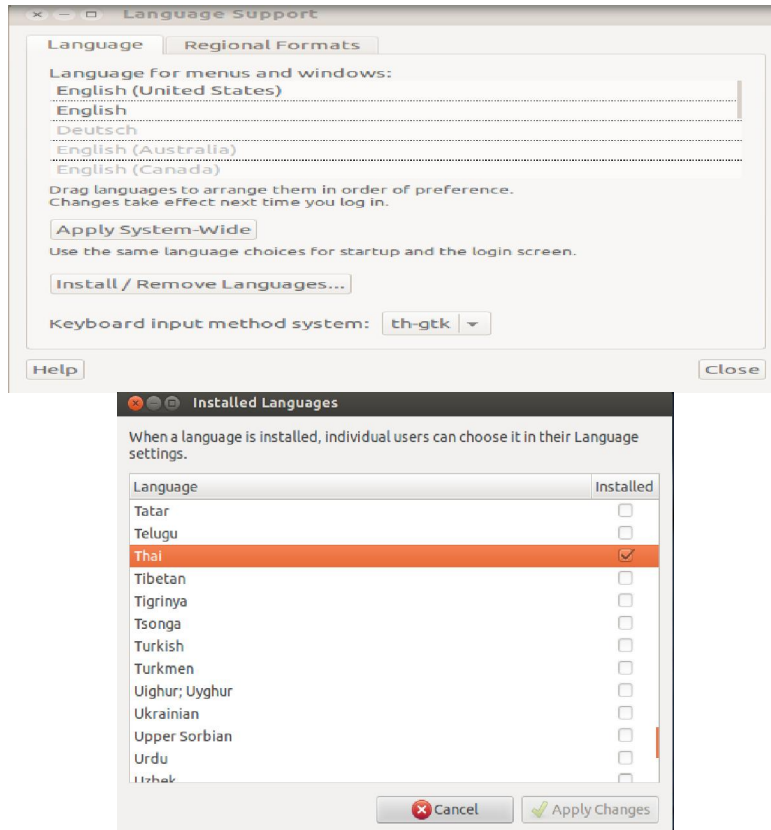 Language Support
Language Regional Formats
Language for menus and windows:
English (United States)
English
Deutsch
English (Australia)
English (Canada)
Drag languages to arrange them in order of preference.
Changes take effect next time you log in.
Apply System-Wide
Use the same language choices for startup and the login screen.
Install / Remove Languages...
Keyboard input method system: th-gtk
Help Close
Installed Languages
When a language is installed, individual users can choose it in their Language
settings.
Language Installed
Tatar
Telugu
Thai
Tibetan
Tigrinya
Tsonga
Turkish
Turkmen
Uighur; Uyghur
Ukrainian
Upper Sorbian
Urdu
Uzbek
Cancel Apply Changes